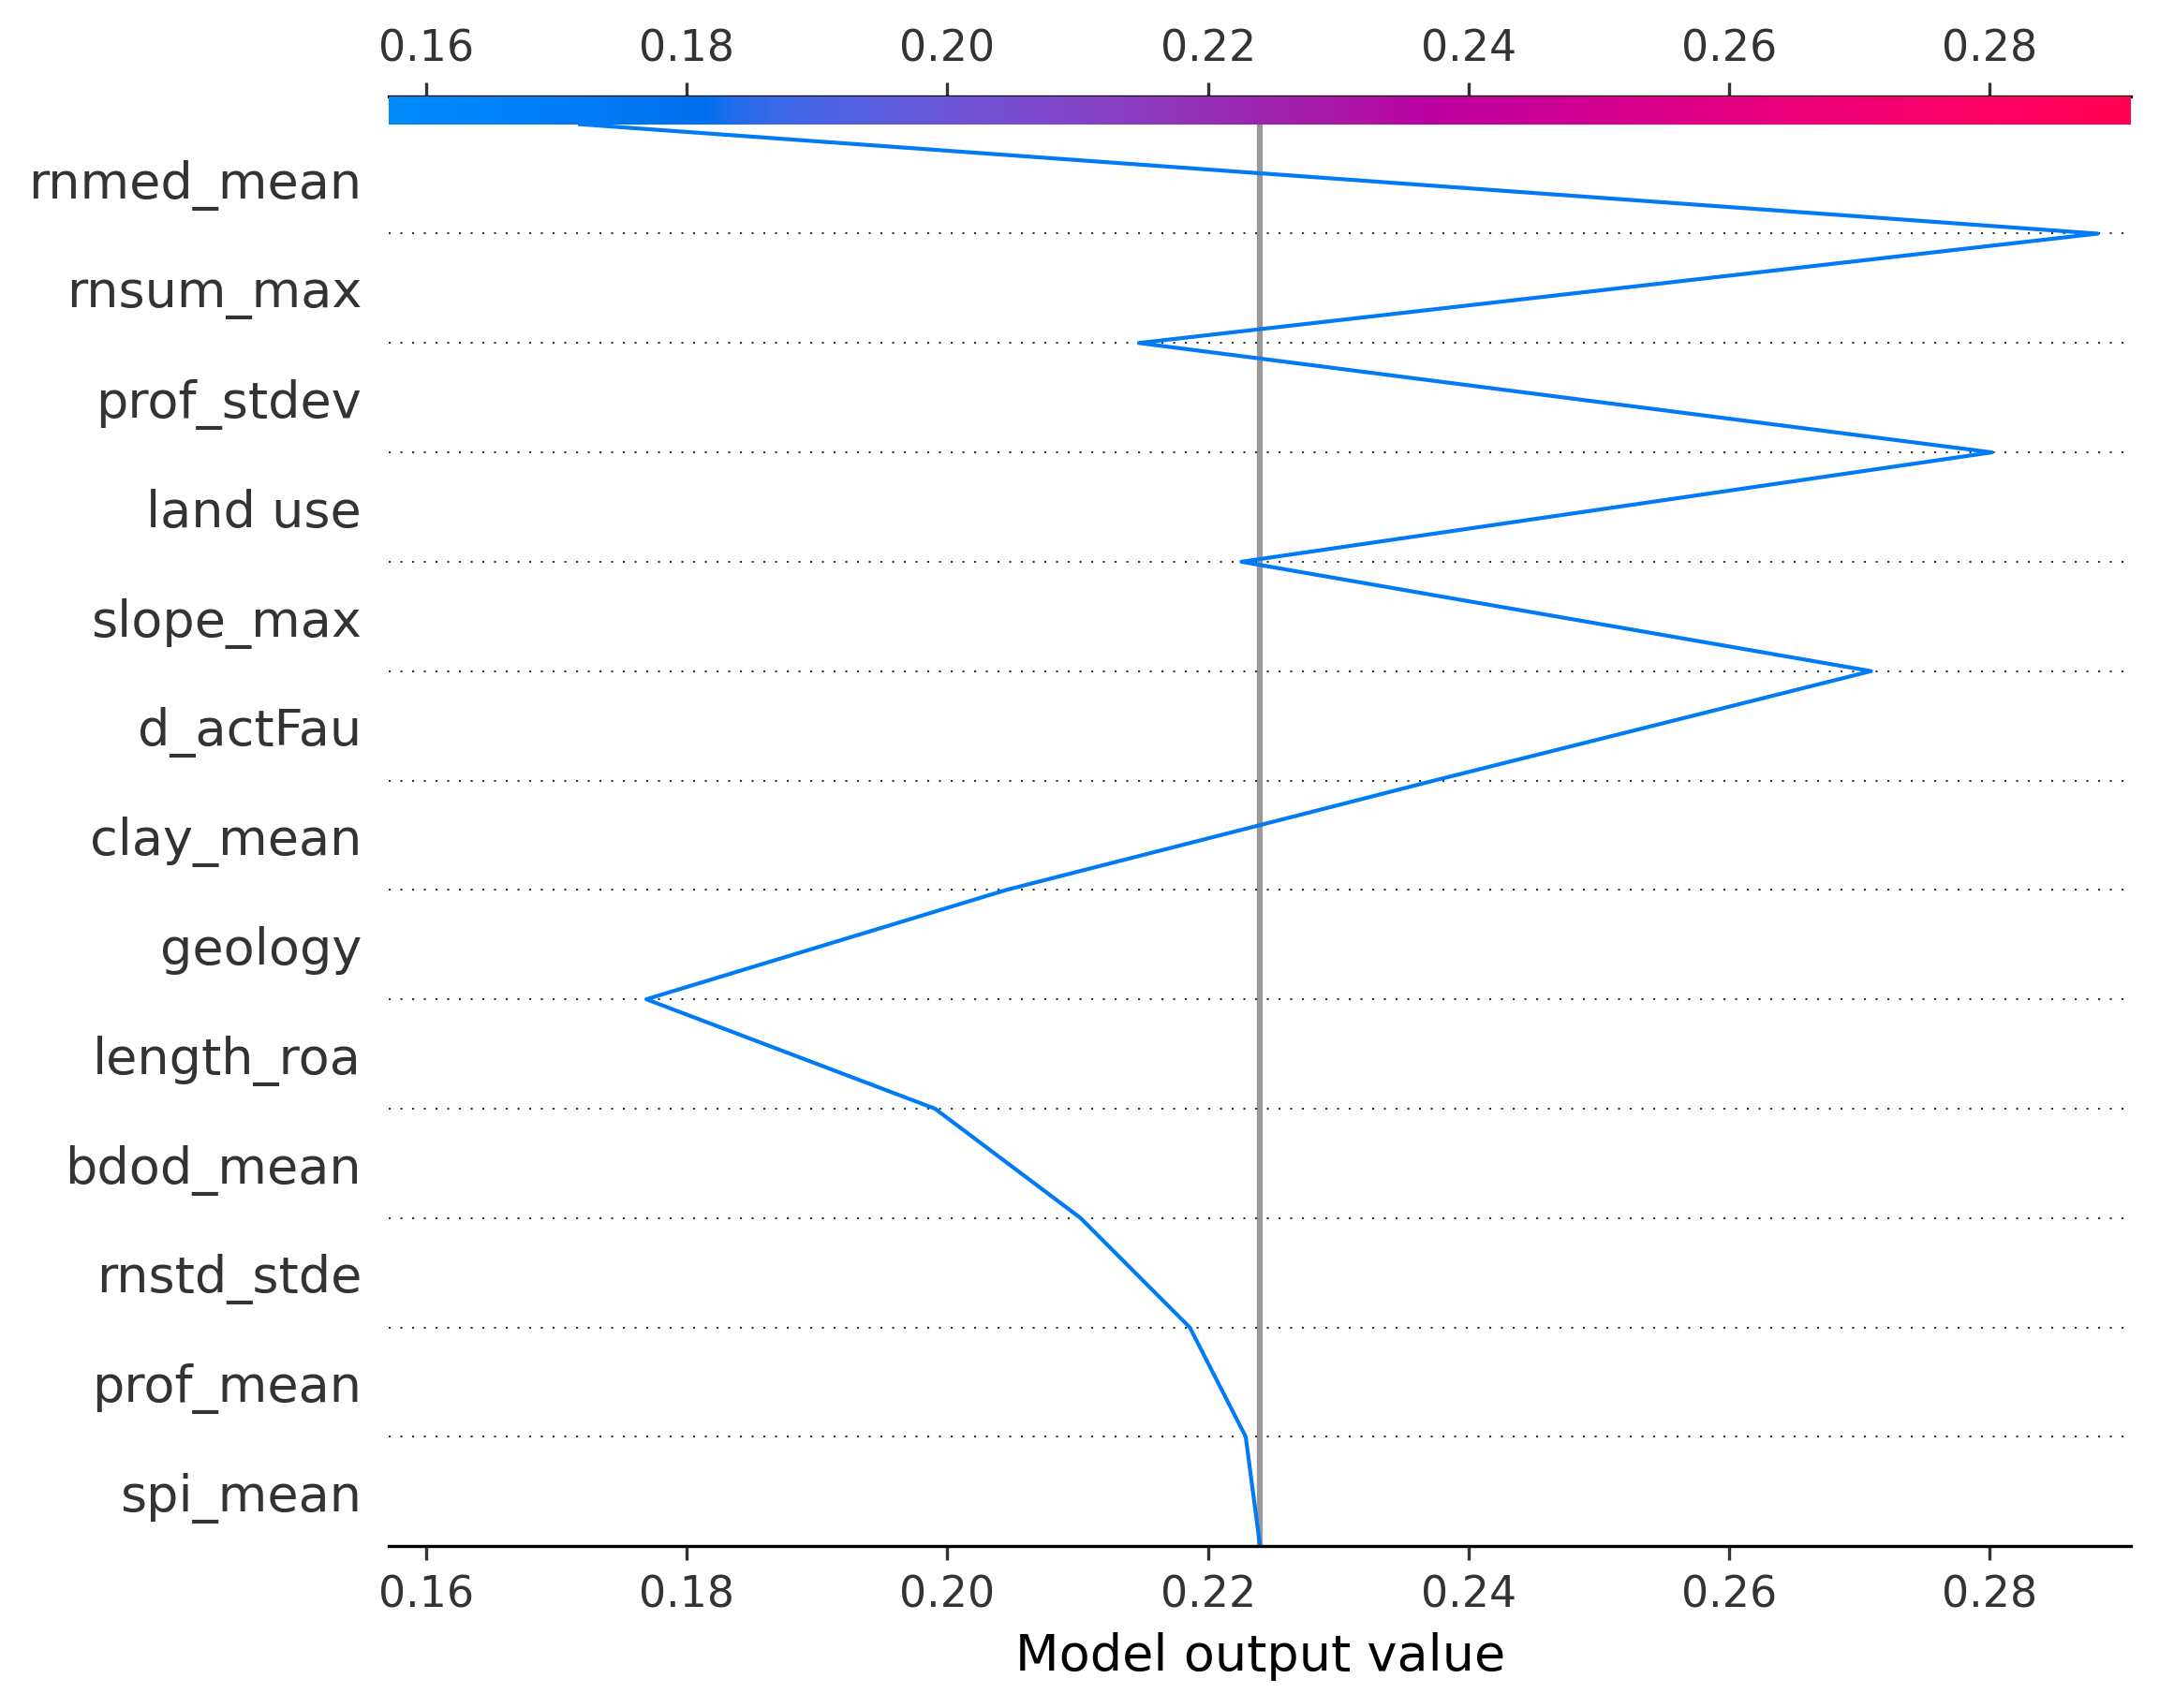 0.16 0.18 0.20 0.22 0.24 0.26 0.28
rnmed_mean
rnsum_max
prof_stdev
land use
slope_max
d_actFau
clay_mean
geology
length_roa
bdod_mean
rnstd_stde
prof_mean
spi_mean
0.16 0.18 0.20 0.22 0.24 0.26 0.28
Model output value